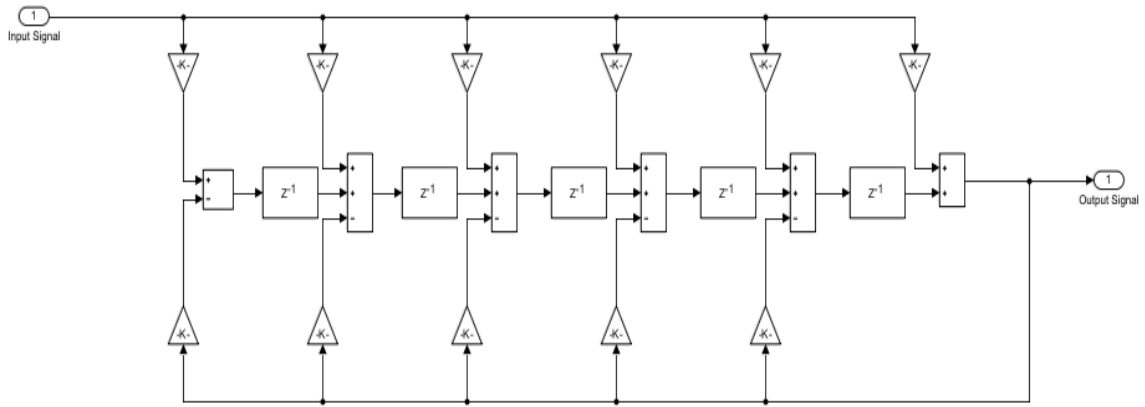 1
Input Signal
-K- -K- -K- -K- -K- -K-
+ + + + + +
Z-1 + Z-1 + Z-1 + Z-1 + Z-1 +
- - - - -
1
Output Signal
-K- -K- -K- -K- -K-